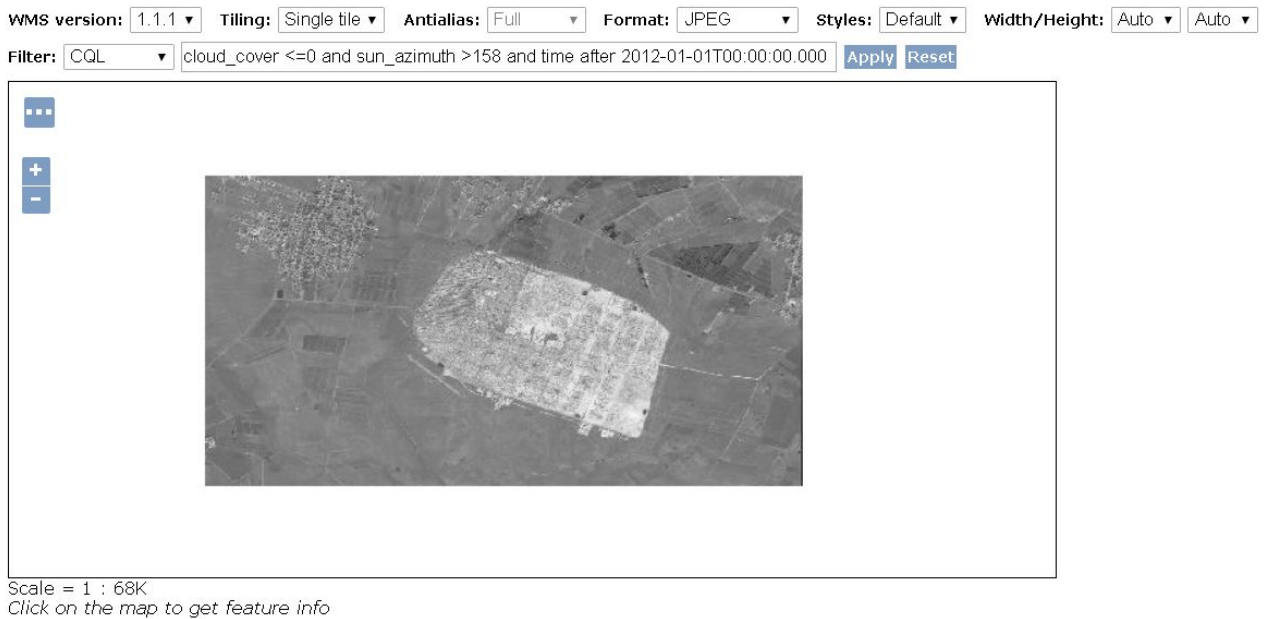 WMS version: 1.1.1 Tiling: Single tile Antialias: Full Format: JPEG Styles: Default Width/Height: Auto Auto
Filter: CQL cloud_cover <=0 and sun_azimuth >158 and time after 2012-01-01T00:00:00.000 Apply Reset
+
-
Scale = 1 : 68K
Click on the map to get feature info